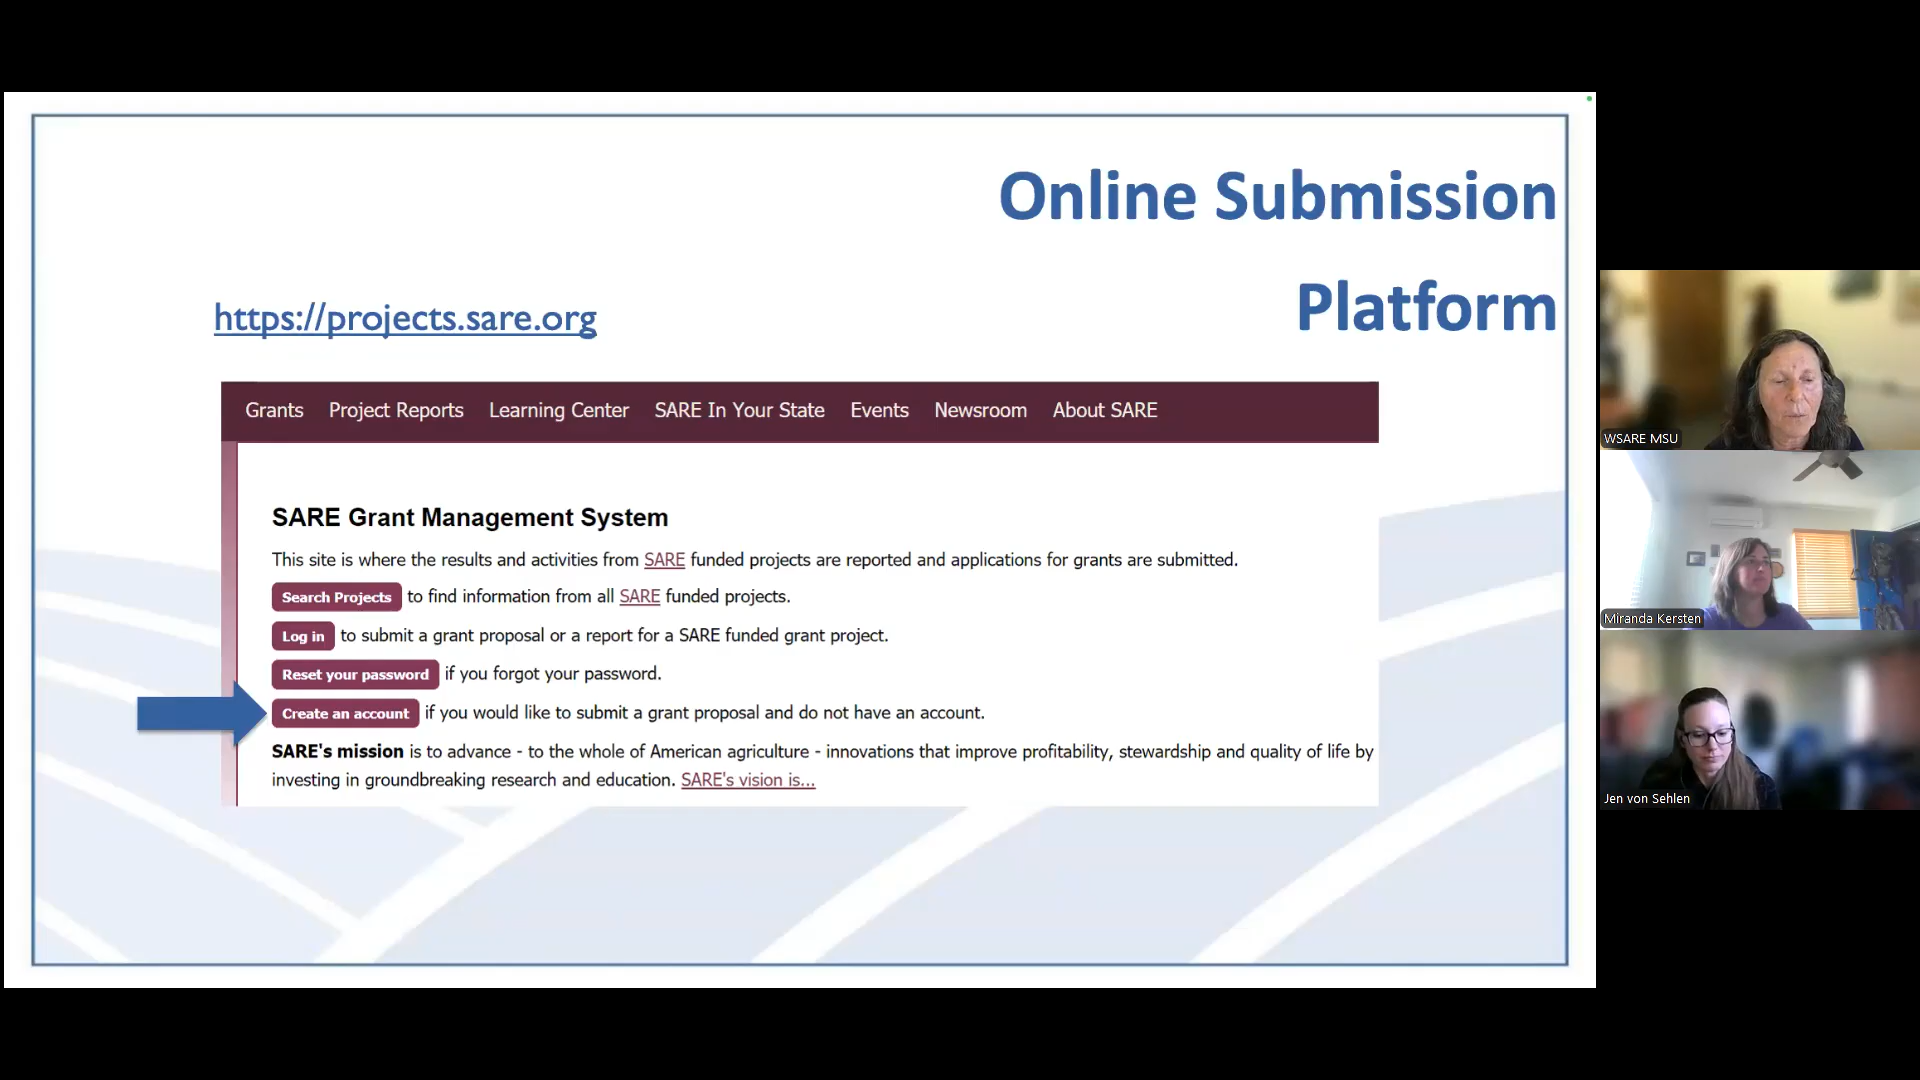 Online Submission
Platform
https://projects.sare.org
Grants Project Reports Learning Center SARE In Your State Events Newsroom About SARE
SARE Grant Management System
This site is where the results and activities from SARE funded projects are reported and applications for grants are submitted.
Search Projects to find information from all SARE funded projects.
Log in to submit a grant proposal or a report for a SARE funded grant project.
Reset your password if you forgot your password.
Create an account if you would like to submit a grant proposal and do not have an account.
SARE's mission is to advance - to the whole of American agriculture - innovations that improve profitability, stewardship and quality of life by
investing in groundbreaking research and education. SARE's vision is...
WSARE MSU
Miranda Kersten
Jen von Sehlen